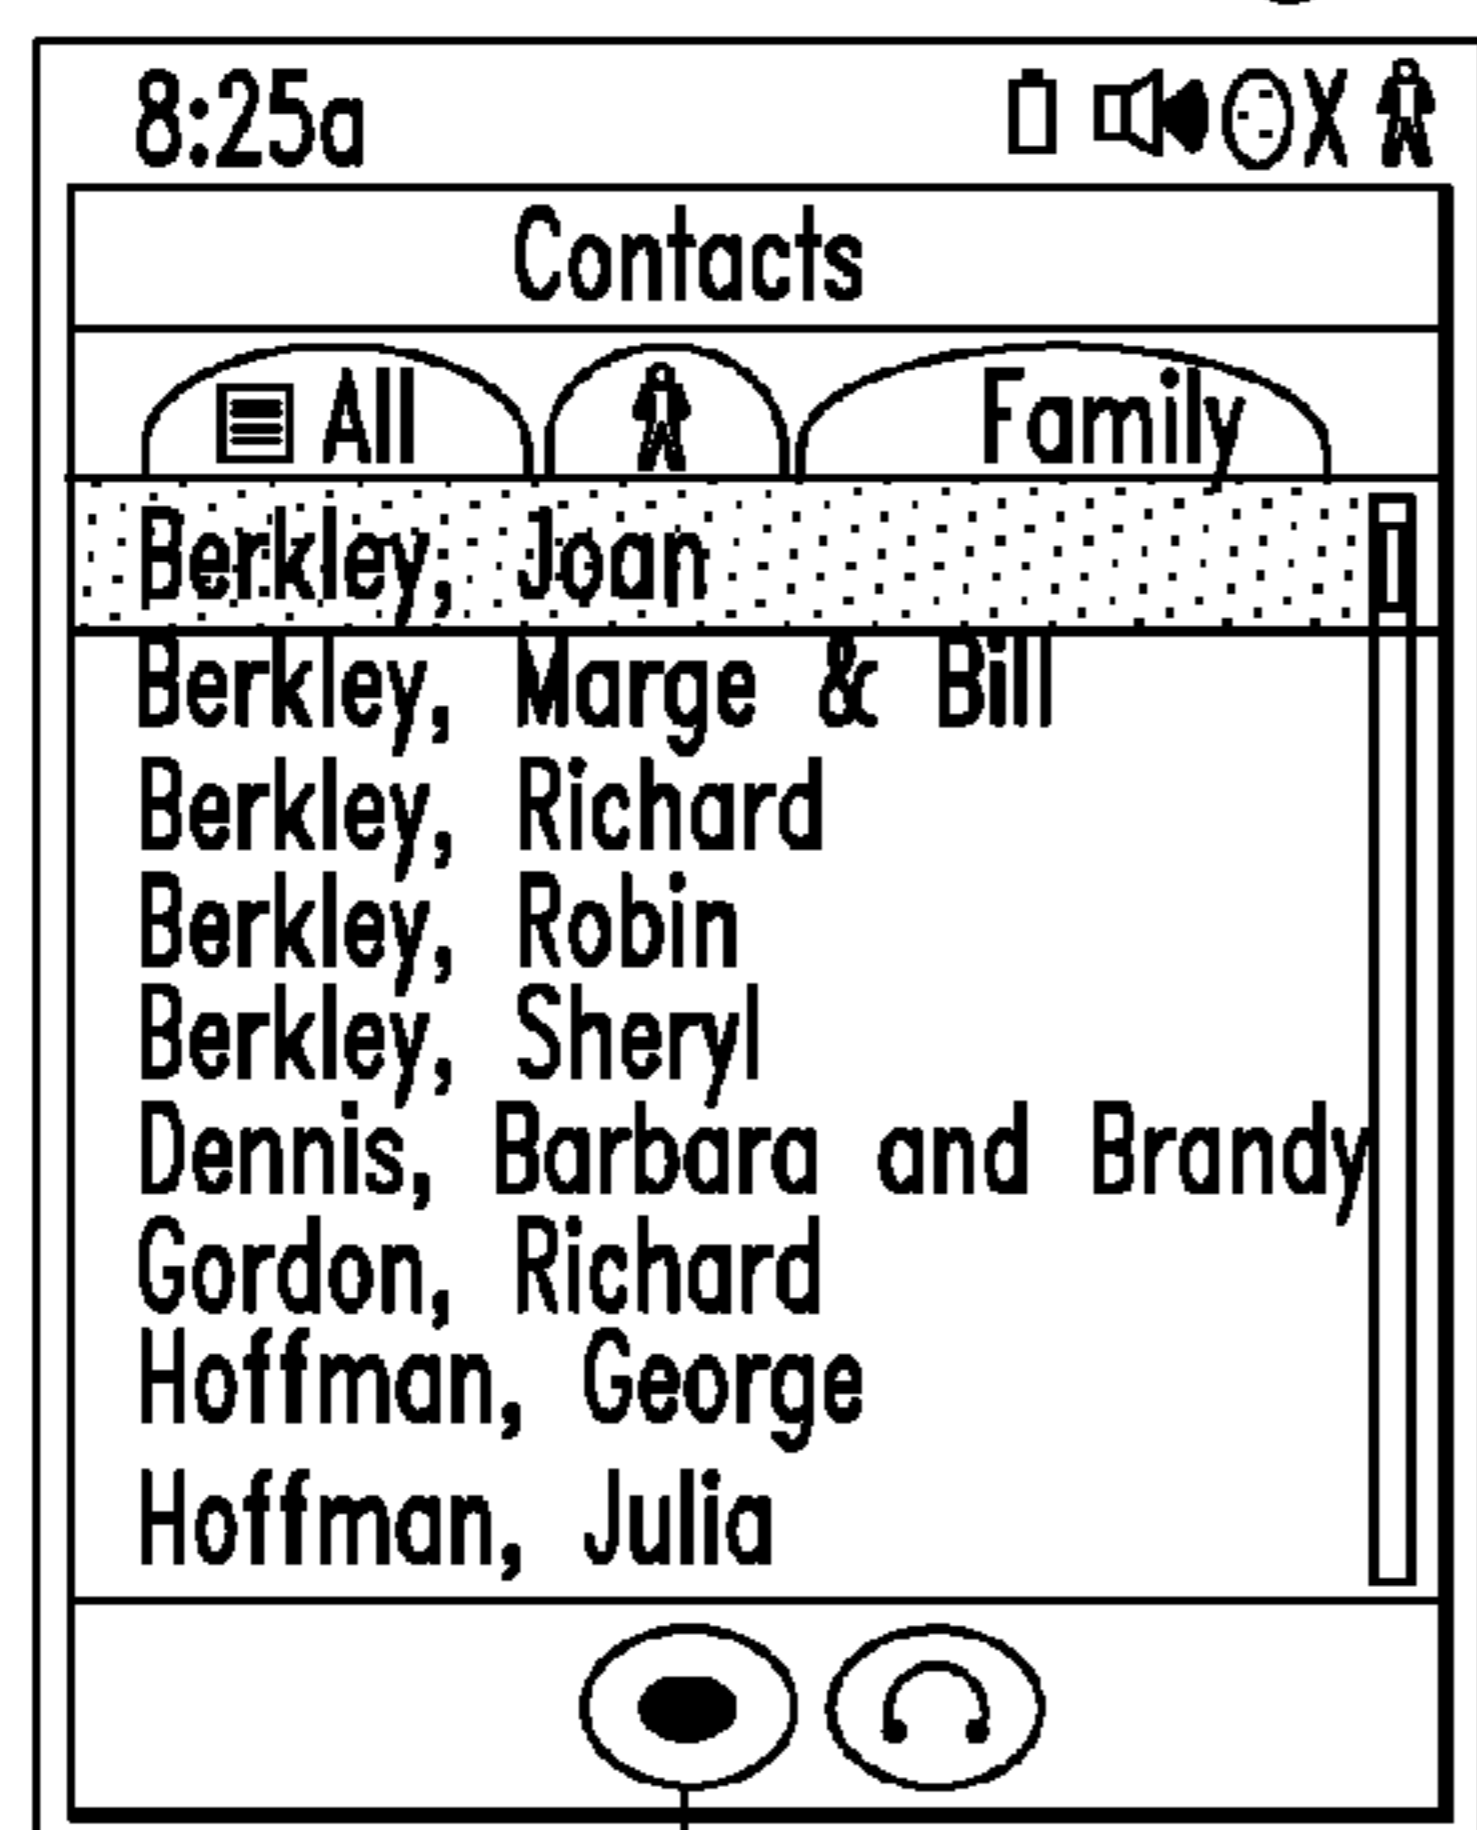 8:25a
X
Contacts
All Family
Berkley, Joan
Berkley, Marge & Bill
Berkley, Richard
Berkley, Robin
Berkley, Sheryl
Dennis, Barbara and Brandy
Gordon, Richard
Hoffman, George
Hoffman, Julia